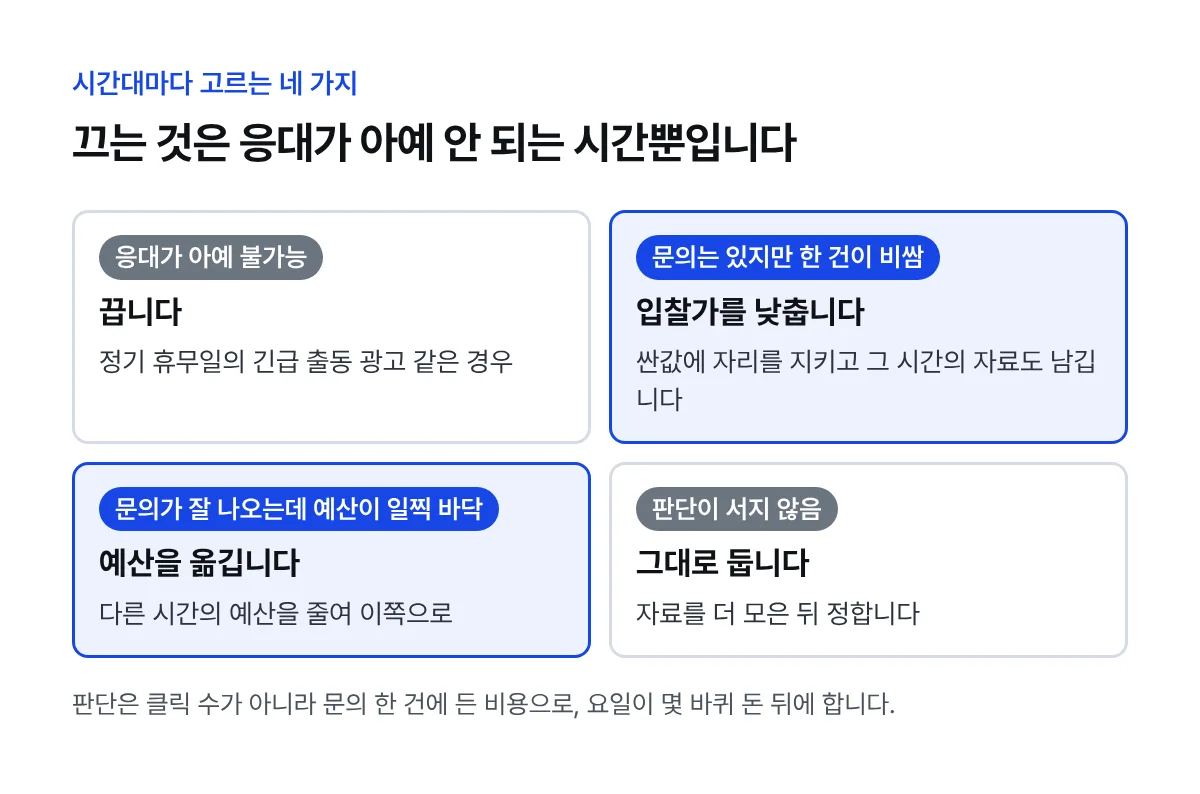 시간대마다 고르는 네 가지
끄는 것은 응대가 아예 안 되는 시간뿐입니다
응대가 아예 불가능
끕니다
정기 휴무일의 긴급 출동 광고 같은 경우
문의는 있지만 한 건이 비쌈
입찰가를 낮춥니다
싼값에 자리를 지키고 그 시간의 자료도 남깁
니다
문의가 잘 나오는데 예산이 일찍 바닥
예산을 옮깁니다
다른 시간의 예산을 줄여 이쪽으로
판단이 서지 않음
그대로 둡니다
자료를 더 모은 뒤 정합니다
판단은 클릭 수가 아니라 문의 한 건에 든 비용으로, 요일이 몇 바퀴 돈 뒤에 합니다.